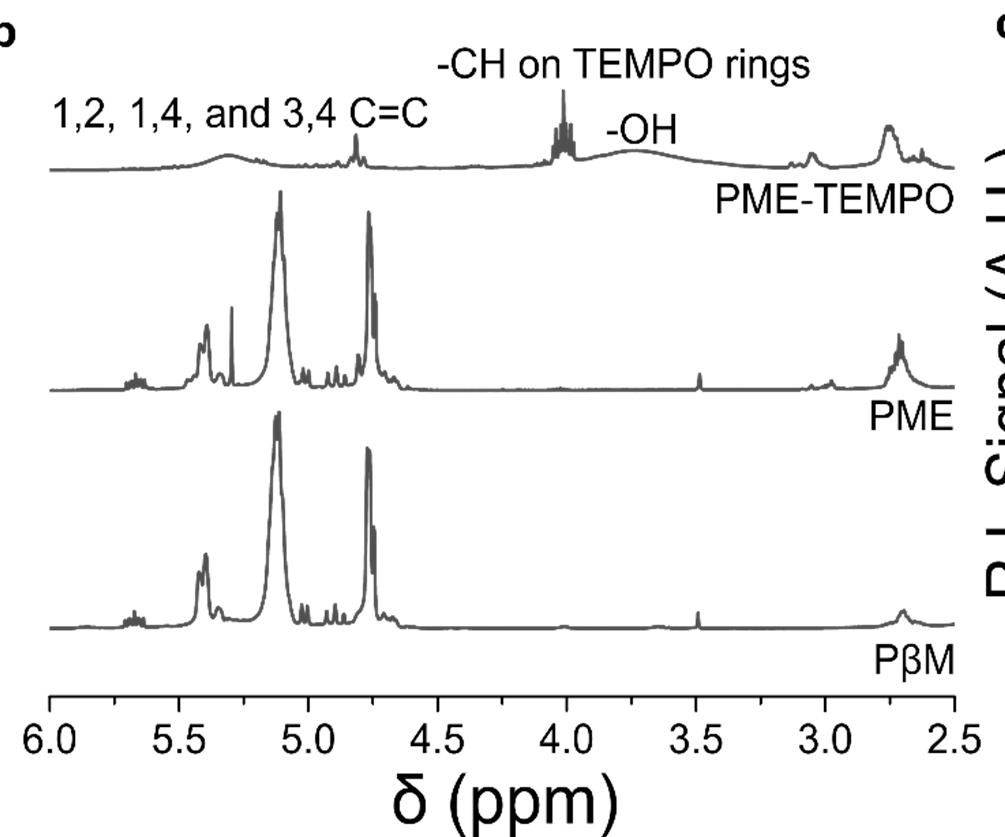 b
-CH on TEMPO rings
1,2, 1,4, and 3,4 C=C
-OH
PME-TEMPO
PME
PβM
6.0 5.5 5.0 4.5 4.0 3.5 3.0 2.5
δ (ppm)